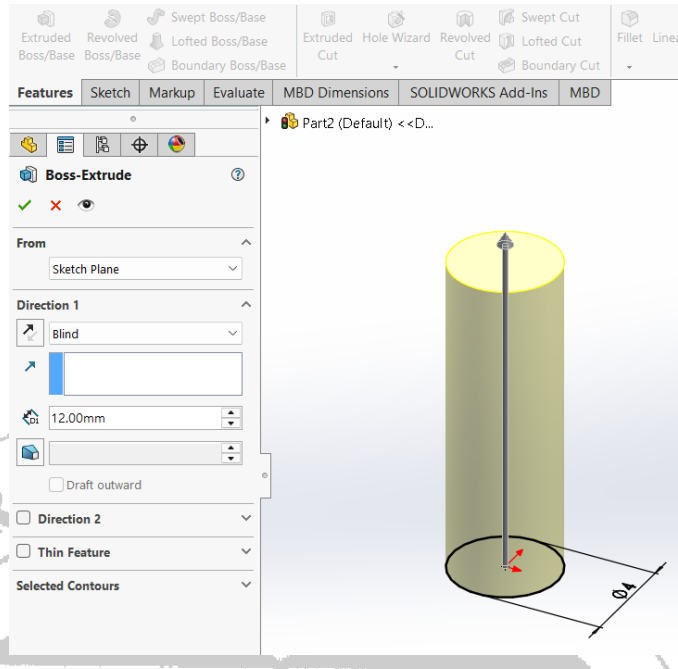 Extruded Boss/Base
Revolved Boss/Base
Swept Boss/Base
Lofted Boss/Base
Boundary Boss/Base
Extruded Cut
Hole Wizard
Revolved Cut
Swept Cut
Lofted Cut
Boundary Cut
Fillet
Linea
Features
Sketch
Markup
Evaluate
MBD Dimensions
SOLIDWORKS Add-Ins
MBD
Part2 (Default) <<D...
Boss-Extrude
From
Sketch Plane
Direction 1
Blind
D1
12.00mm
Draft outward
Direction 2
Thin Feature
Selected Contours
Ø4